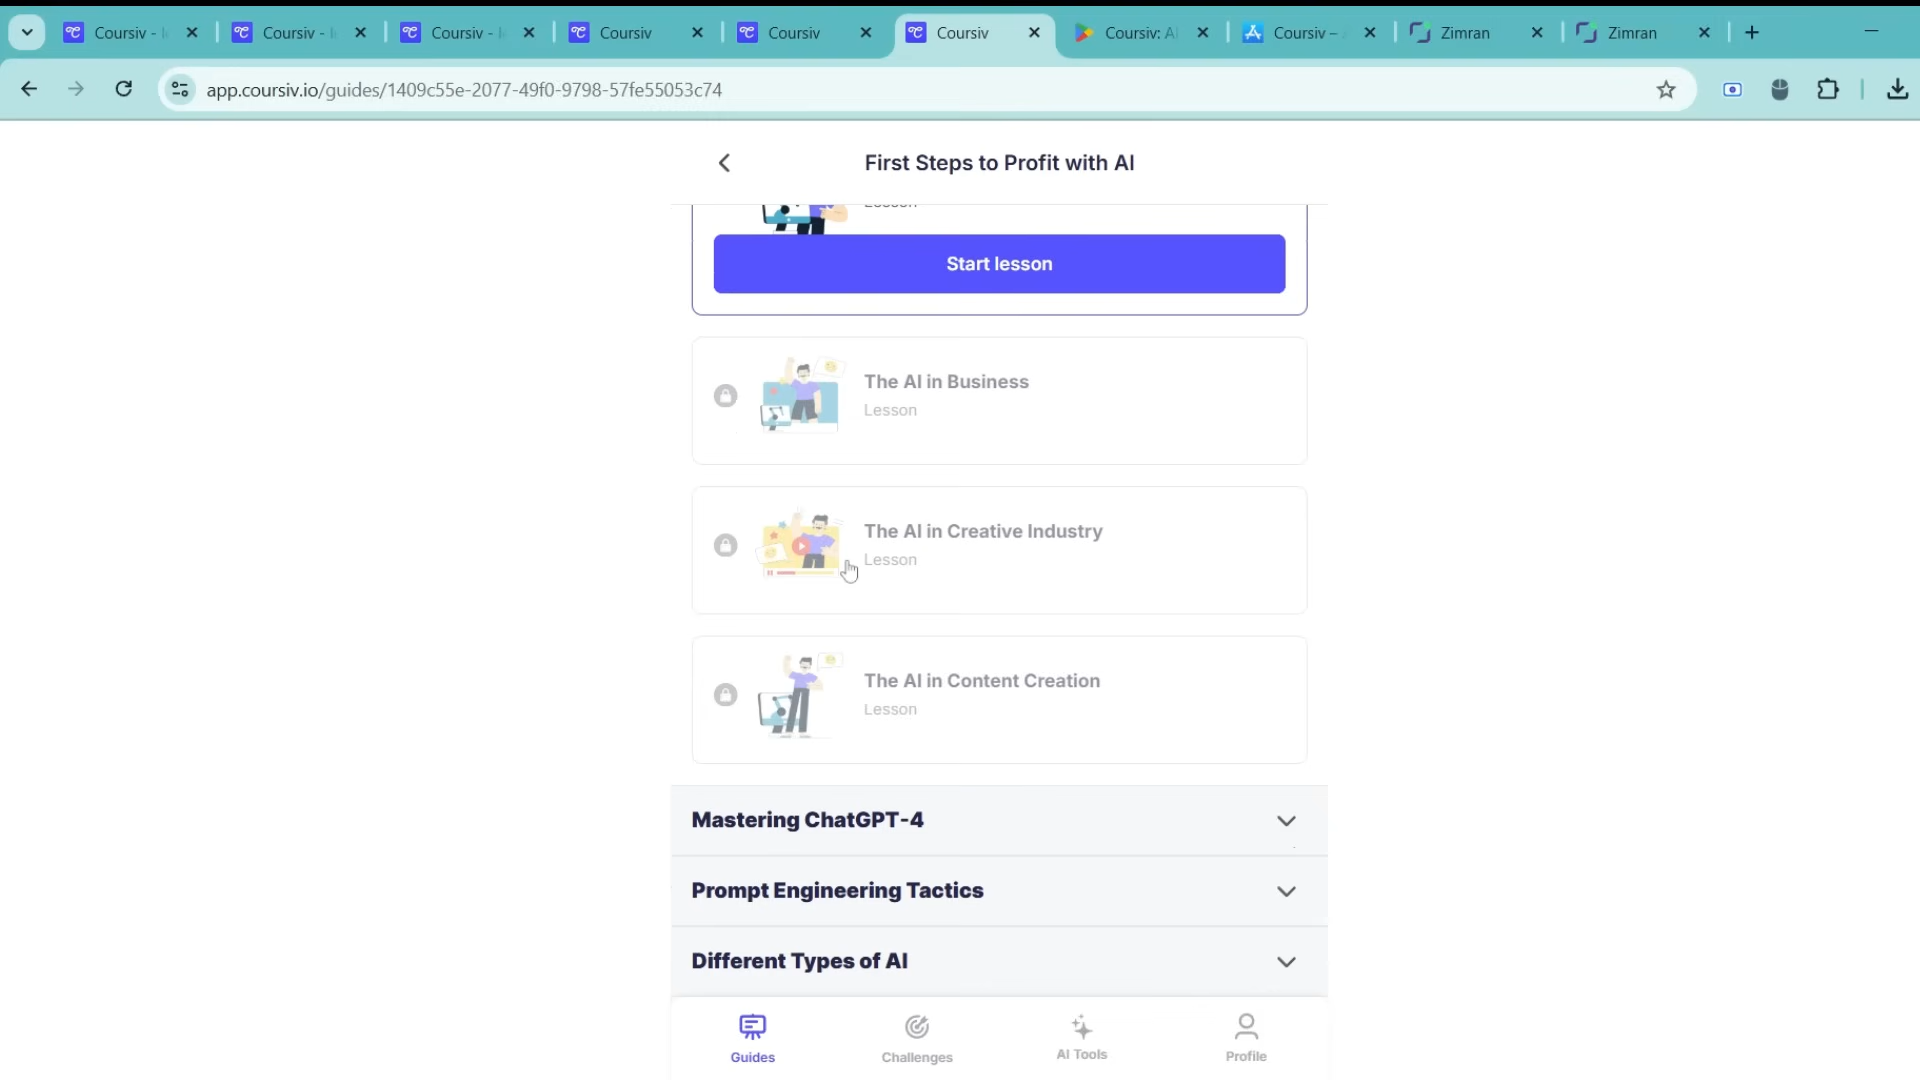 Coursiv - I
Coursiv - I
Coursiv - I
Coursiv
Coursiv
Coursiv
Coursiv: AI
Coursiv –
Zimran
Zimran
app.coursiv.io/guides/1409c55e-2077-49f0-9798-57fe55053c74
First Steps to Profit with AI
Lesson
Start lesson
The AI in Business
Lesson
The AI in Creative Industry
Lesson
The AI in Content Creation
Lesson
Mastering ChatGPT-4
Prompt Engineering Tactics
Different Types of AI
Guides
Challenges
AI Tools
Profile